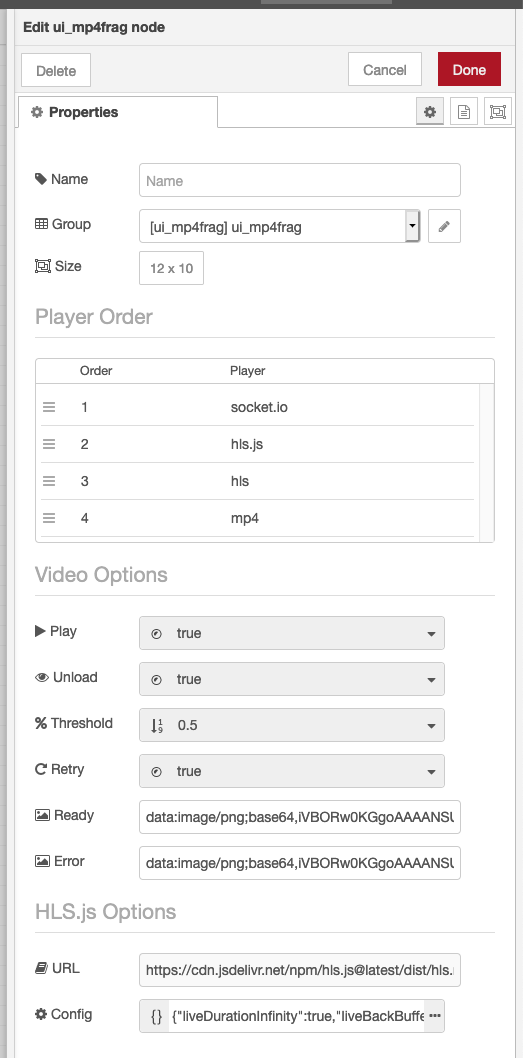 Edit ui_mp4frag node
Delete
Cancel
Done
Properties
Name
Name
Group
[ui_mp4frag] ui_mp4frag
Size
12 x 10
Player Order
Order Player
1 socket.io
2 hls.js
3 hls
4 mp4
Video Options
Play
true
Unload
true
Threshold
0.5
Retry
true
Ready
data:image/png;base64,iVBORw0KGgoAAAANSU
Error
data:image/png;base64,iVBORw0KGgoAAAANSU
HLS.js Options
URL
https://cdn.jsdelivr.net/npm/hls.js@latest/dist/hls.
Config
{} {"liveDurationInfinity":true,"liveBackBuffe ···